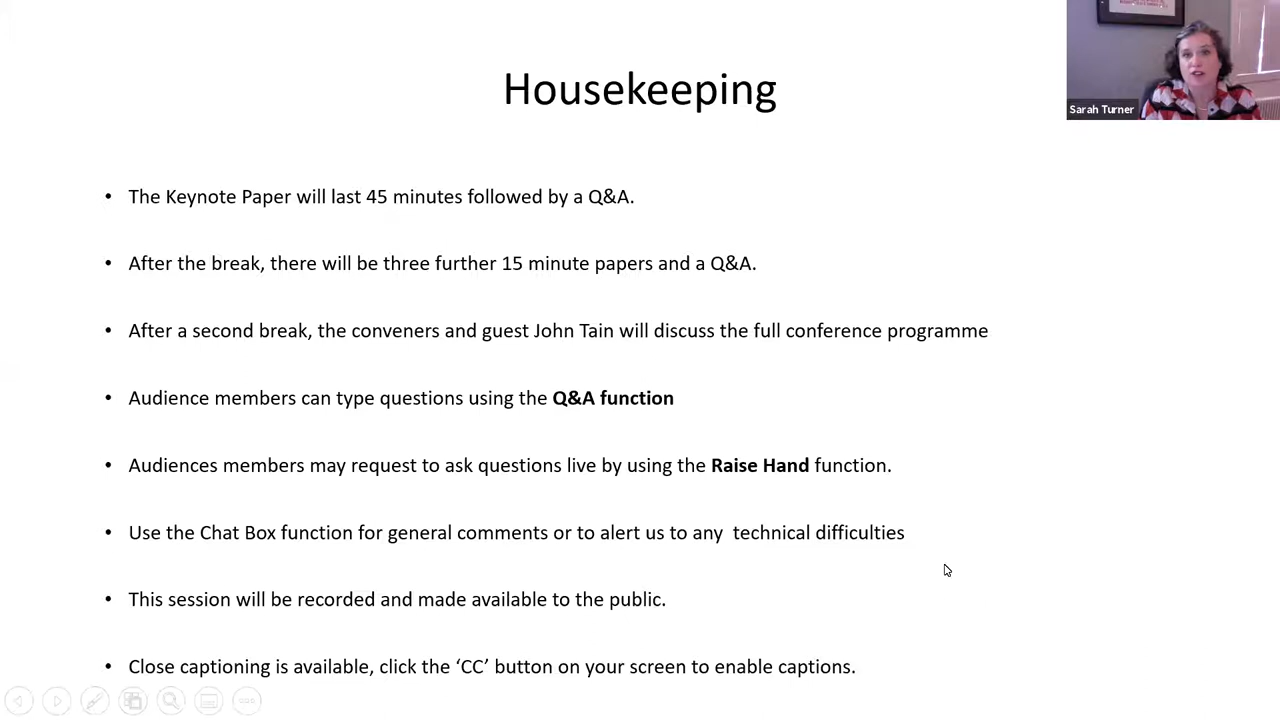 Housekeeping
Sarah Turner
• The Keynote Paper will last 45 minutes followed by a Q&A.
• After the break, there will be three further 15 minute papers and a Q&A.
• After a second break, the conveners and guest John Tain will discuss the full conference programme
• Audience members can type questions using the Q&A function
• Audiences members may request to ask questions live by using the Raise Hand function.
• Use the Chat Box function for general comments or to alert us to any  technical difficulties
• This session will be recorded and made available to the public.
• Close captioning is available, click the ‘CC’ button on your screen to enable captions.